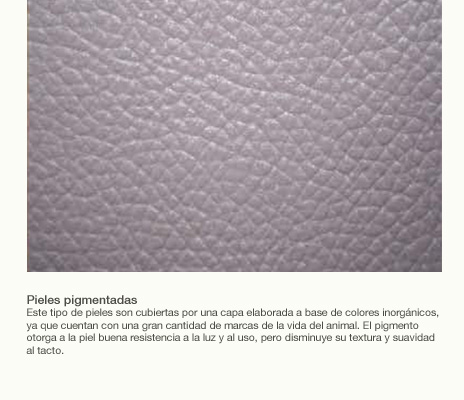 Pieles pigmentadas
Este tipo de pieles son cubiertas por una capa elaborada a base de colores inorgánicos,
ya que cuentan con una gran cantidad de marcas de la vida del animal. El pigmento
otorga a la piel buena resistencia a la luz y al uso, pero disminuye su textura y suavidad
al tacto.